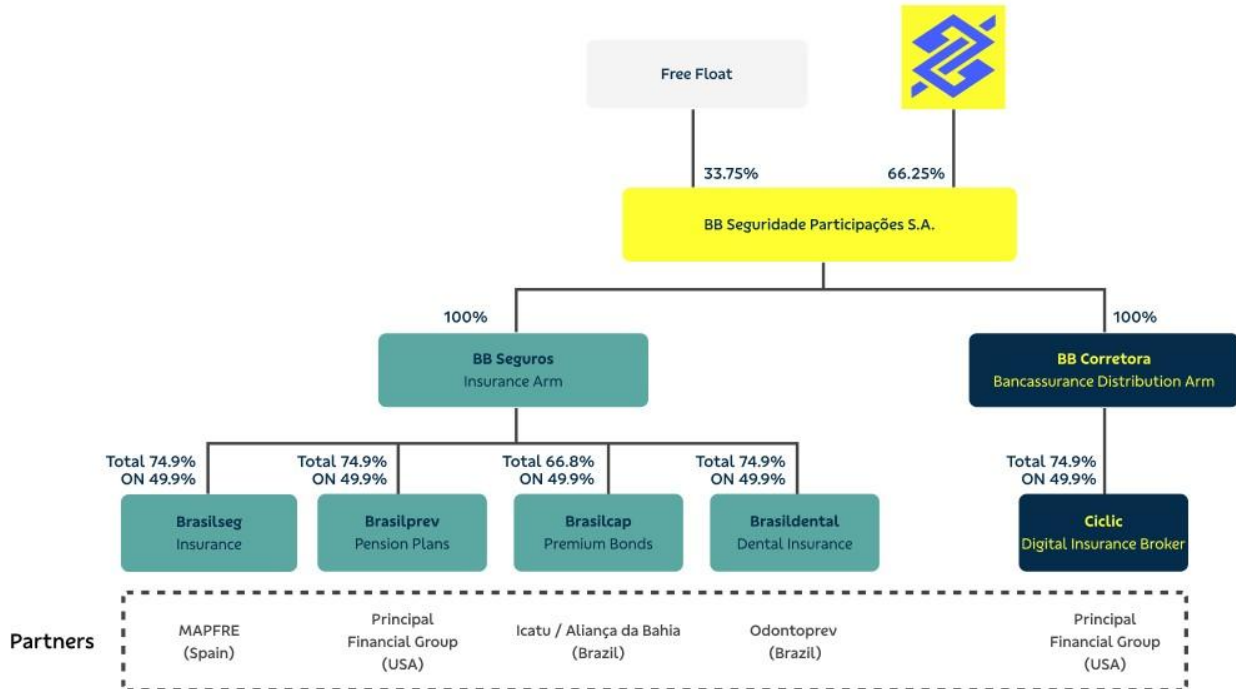 Free Float
33.75%
66.25%
BB Seguridade Participações S.A.
100%
100%
BB Seguros
Insurance Arm
BB Corretora
Bancassurance Distribution Arm
Total 74.9%
ON 49.9%
Total 74.9%
ON 49.9%
Total 66.8%
ON 49.9%
Total 74.9%
ON 49.9%
Total 74.9%
ON 49.9%
Brasilseg
Insurance
Brasilprev
Pension Plans
Brasilcap
Premium Bonds
Brasildental
Dental Insurance
Ciclic
Digital Insurance Broker
Partners
MAPFRE
(Spain)
Principal
Financial Group
(USA)
Icatu / Aliança da Bahia
(Brazil)
Odontoprev
(Brazil)
Principal
Financial Group
(USA)